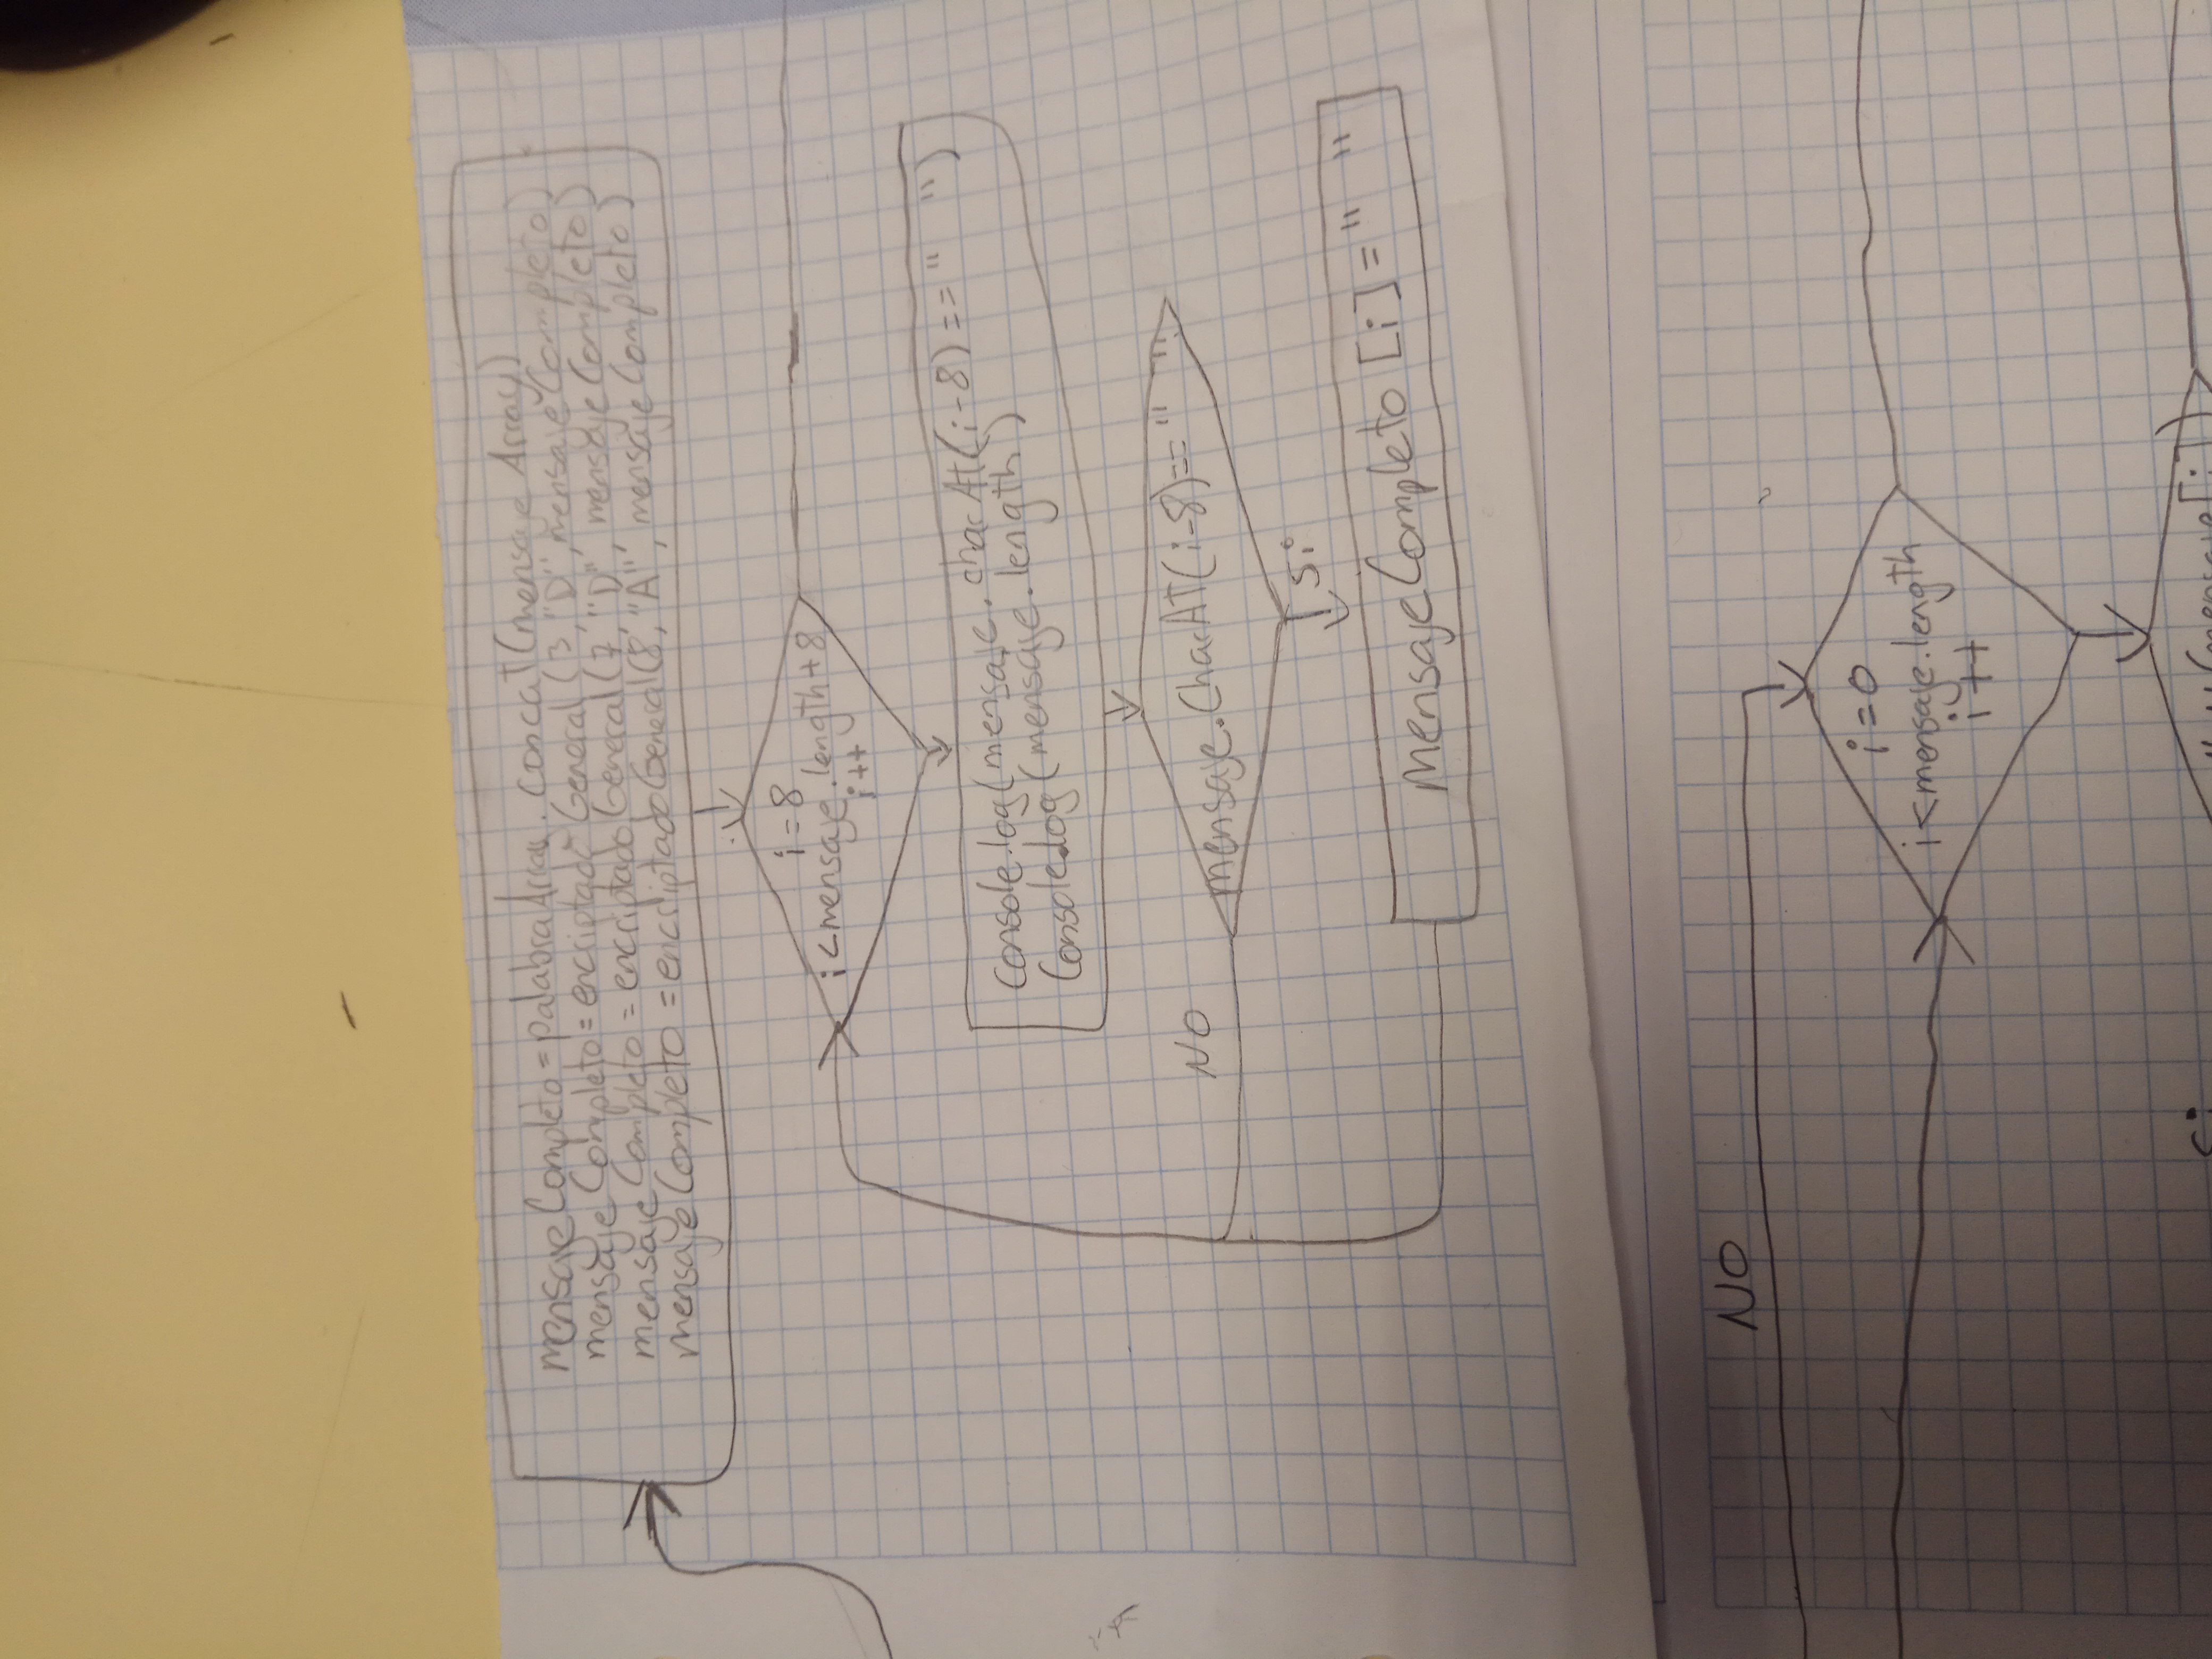 mensajeCompleto=palabraArray.concat(mensajeArray)
mensajeCompleto=encriptadoGeneral(3,"D",mensajeCompleto)
mensajeCompleto=encriptadoGeneral(7,"D",mensajeCompleto)
mensajeCompleto=encriptadoGeneral(8,"A",mensajeCompleto)
i=8
i<mensaje.length+8
i++
Console.log(mensaje.charAt(i-8)==" ")
Console.log(mensaje.length)
mensaje.CharAT(i-8)==" "
NO
Si
mensajeCompleto[i]=" "
NO
i=0
i<mensaje.length
i++